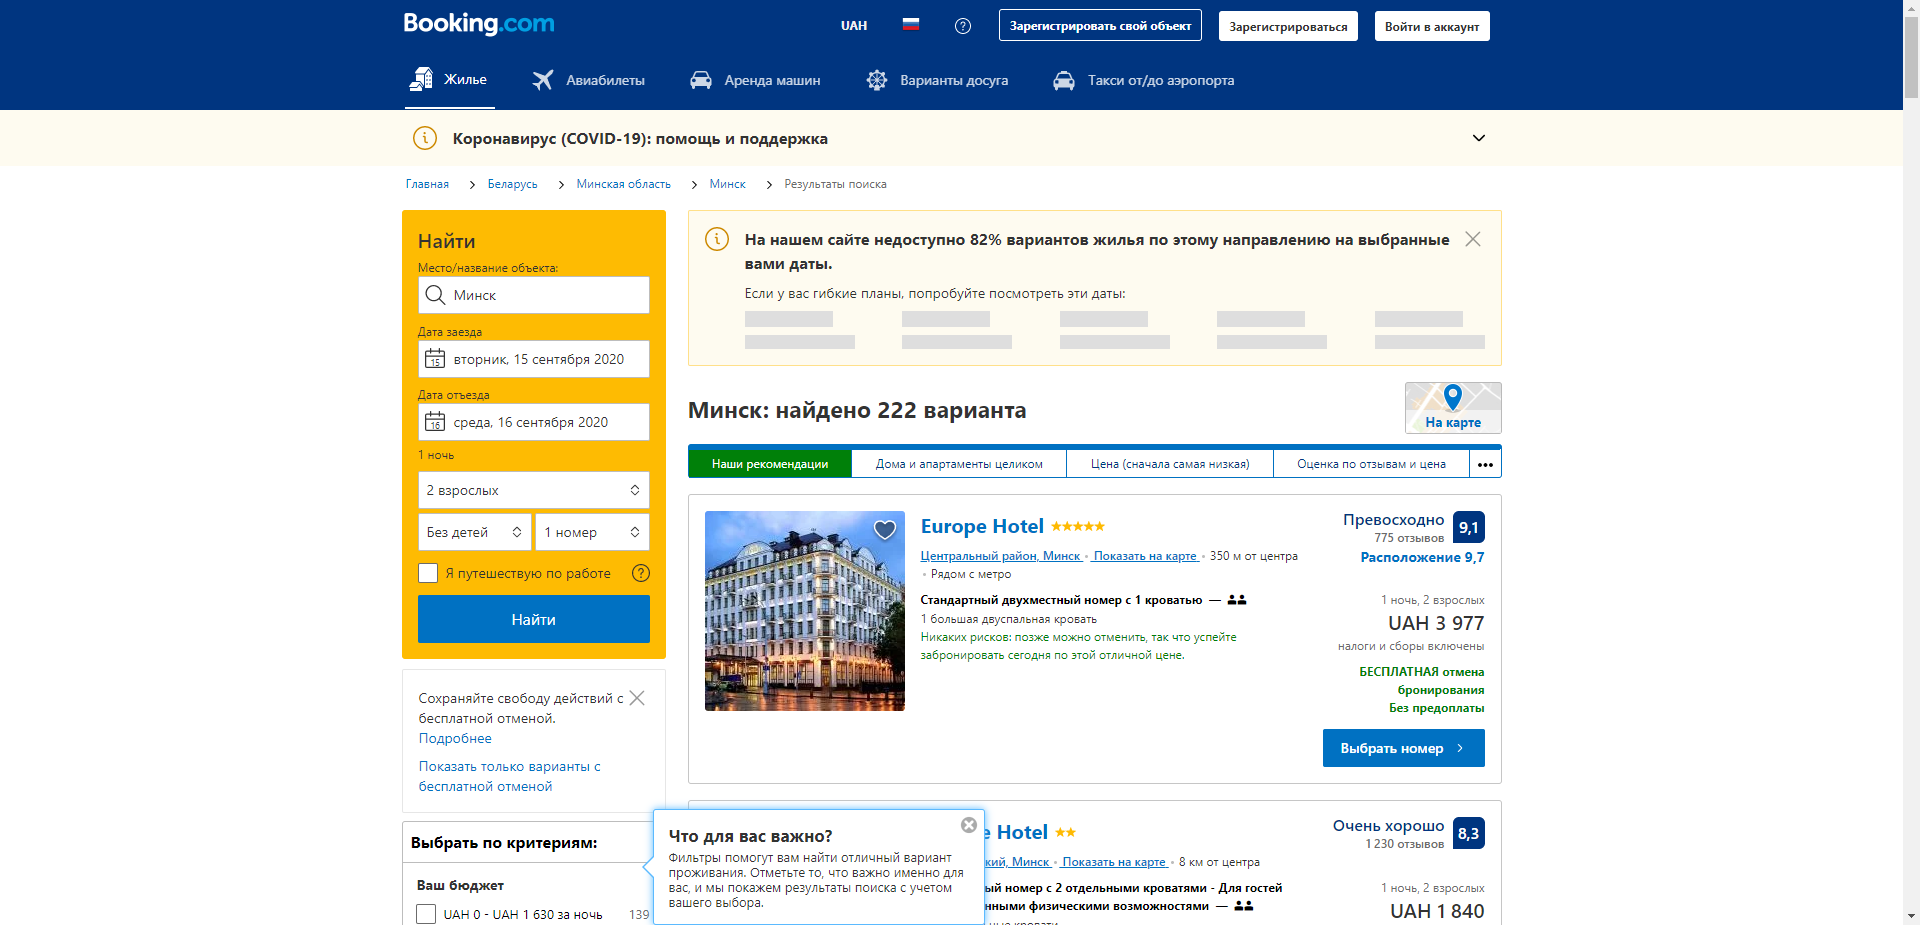 Booking.com
UAH
Зарегистрировать свой объект
Зарегистрироваться
Войти в аккаунт
Жилье
Авиабилеты
Аренда машин
Варианты досуга
Такси от/до аэропорта
Коронавирус (COVID-19): помощь и поддержка
Главная
Беларусь
Минская область
Минск
Результаты поиска
Найти
Место/название объекта:
Минск
Дата заезда
15
вторник, 15 сентября 2020
Дата отъезда
16
среда, 16 сентября 2020
1 ночь
2 взрослых
Без детей
1 номер
Я путешествую по работе
Найти
Сохраняйте свободу действий с
бесплатной отменой.
Подробнее
Показать только варианты с
бесплатной отменой
Выбрать по критериям:
Ваш бюджет
UAH 0 - UAH 1 630 за ночь 139
На нашем сайте недоступно 82% вариантов жилья по этому направлению на выбранные
вами даты.
Если у вас гибкие планы, попробуйте посмотреть эти даты:
Минск: найдено 222 варианта
На карте
Наши рекомендации
Дома и апартаменты целиком
Цена (сначала самая низкая)
Оценка по отзывам и цена
•••
Europe Hotel
Центральный район, Минск • Показать на карте • 350 м от центра
• Рядом с метро
Стандартный двухместный номер с 1 кроватью —
1 большая двуспальная кровать
Никаких рисков: позже можно отменить, так что успейте
забронировать сегодня по этой отличной цене.
Превосходно 9,1
775 отзывов
Расположение 9,7
1 ночь, 2 взрослых
UAH 3 977
налоги и сборы включены
БЕСПЛАТНАЯ отмена
бронирования
Без предоплаты
Выбрать номер
Что для вас важно?
Фильтры помогут вам найти отличный вариант
проживания. Отметьте то, что важно именно для
вас, и мы покажем результаты поиска с учетом
вашего выбора.
e Hotel
кий, Минск • Показать на карте • 8 км от центра
ый номер с 2 отдельными кроватями - Для гостей
нными физическими возможностями —
Очень хорошо 8,3
1 230 отзывов
1 ночь, 2 взрослых
UAH 1 840